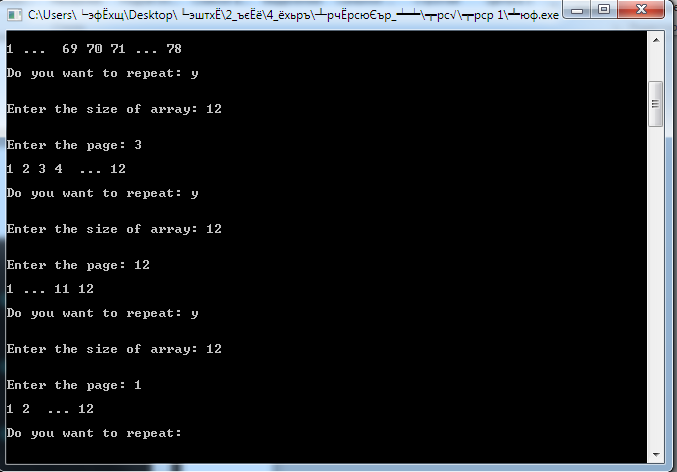 C:\Users\ └эфЁхщ\Desktop\ └эштхЁ\2_ъєЁё\4_ёхьръ\┴рчЁрсюЄър_┴┴┴\╤рс√\╤рср 1\┴юф.exe
1 ...  69 70 71 ... 78
Do you want to repeat: y
Enter the size of array: 12
Enter the page: 3
1 2 3 4  ... 12
Do you want to repeat: y
Enter the size of array: 12
Enter the page: 12
1 ... 11 12
Do you want to repeat: y
Enter the size of array: 12
Enter the page: 1
1 2  ... 12
Do you want to repeat: